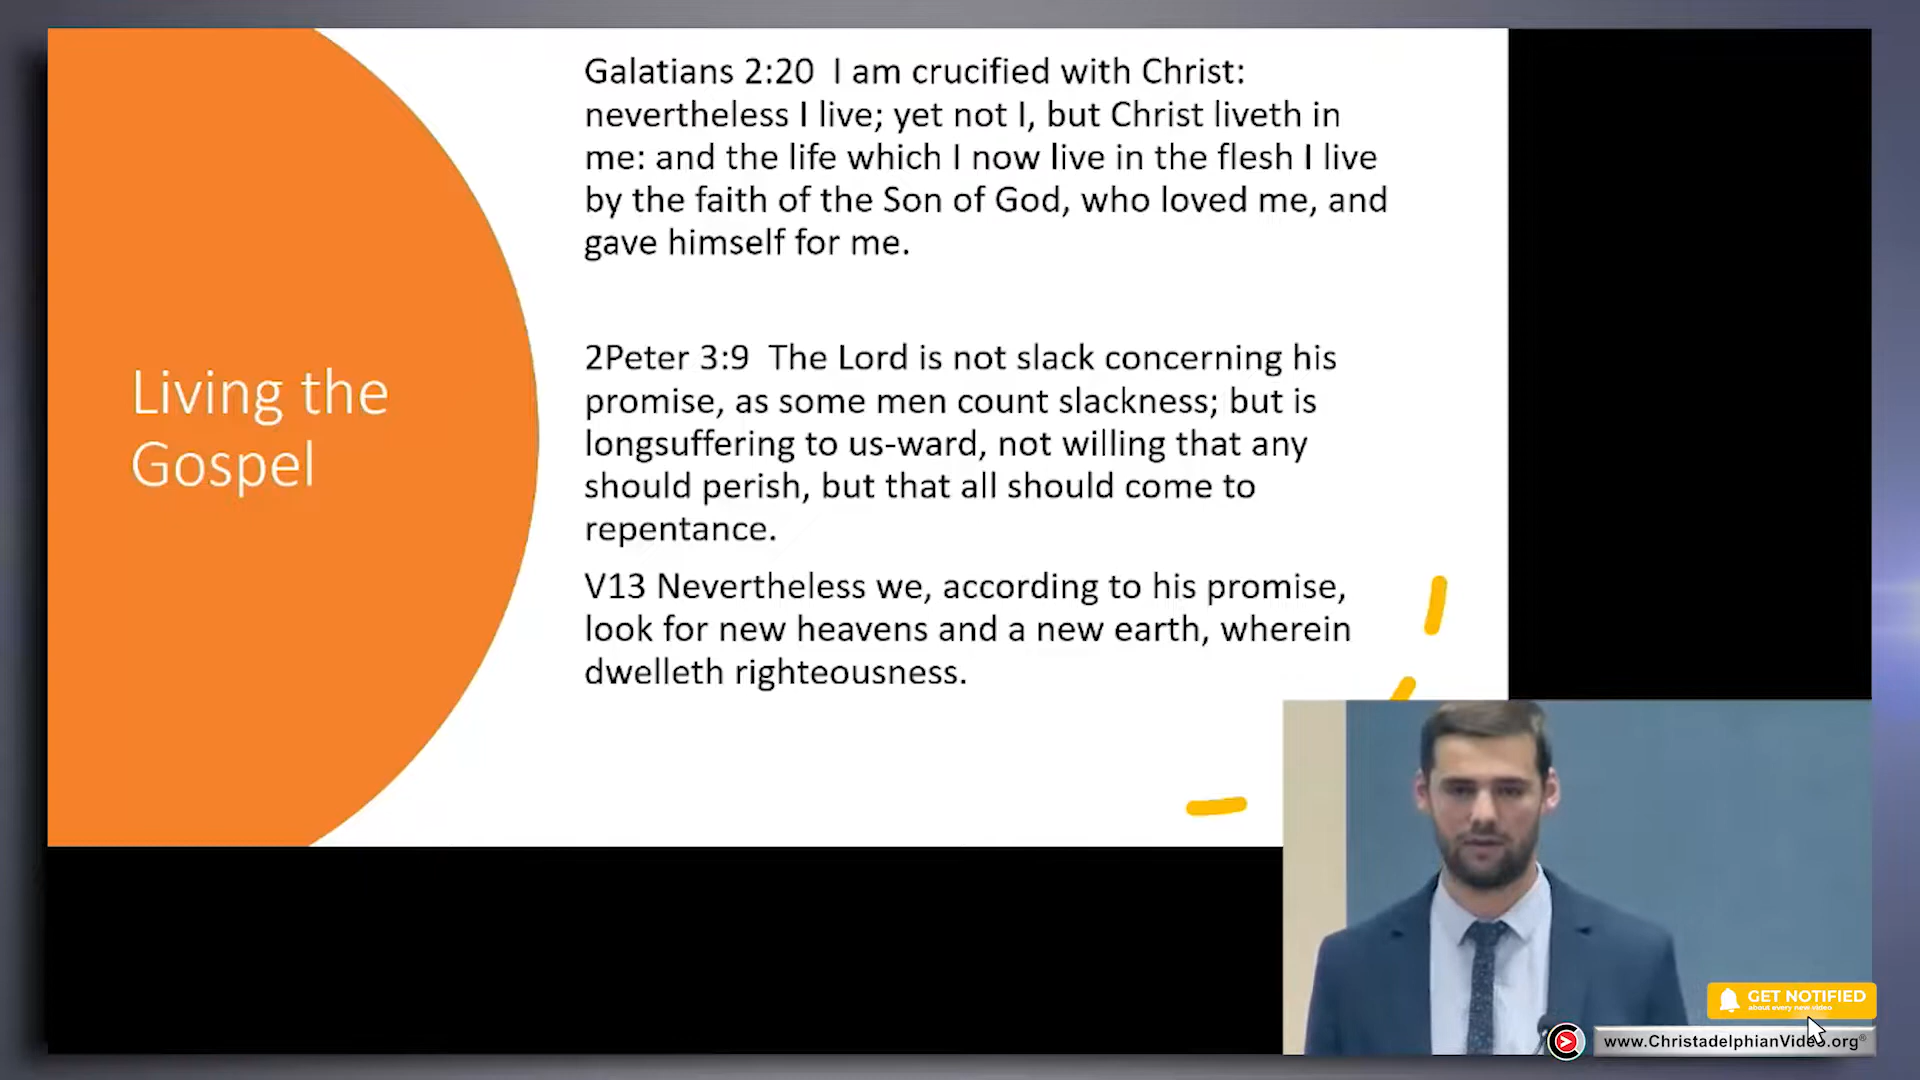 Living the
Gospel
Galatians 2:20  I am crucified with Christ:
nevertheless I live; yet not I, but Christ liveth in
me: and the life which I now live in the flesh I live
by the faith of the Son of God, who loved me, and
gave himself for me.
2Peter 3:9  The Lord is not slack concerning his
promise, as some men count slackness; but is
longsuffering to us-ward, not willing that any
should perish, but that all should come to
repentance.
V13 Nevertheless we, according to his promise,
look for new heavens and a new earth, wherein
dwelleth righteousness.
GET NOTIFIED
about every new video
www.ChristadelphianVideo.org®